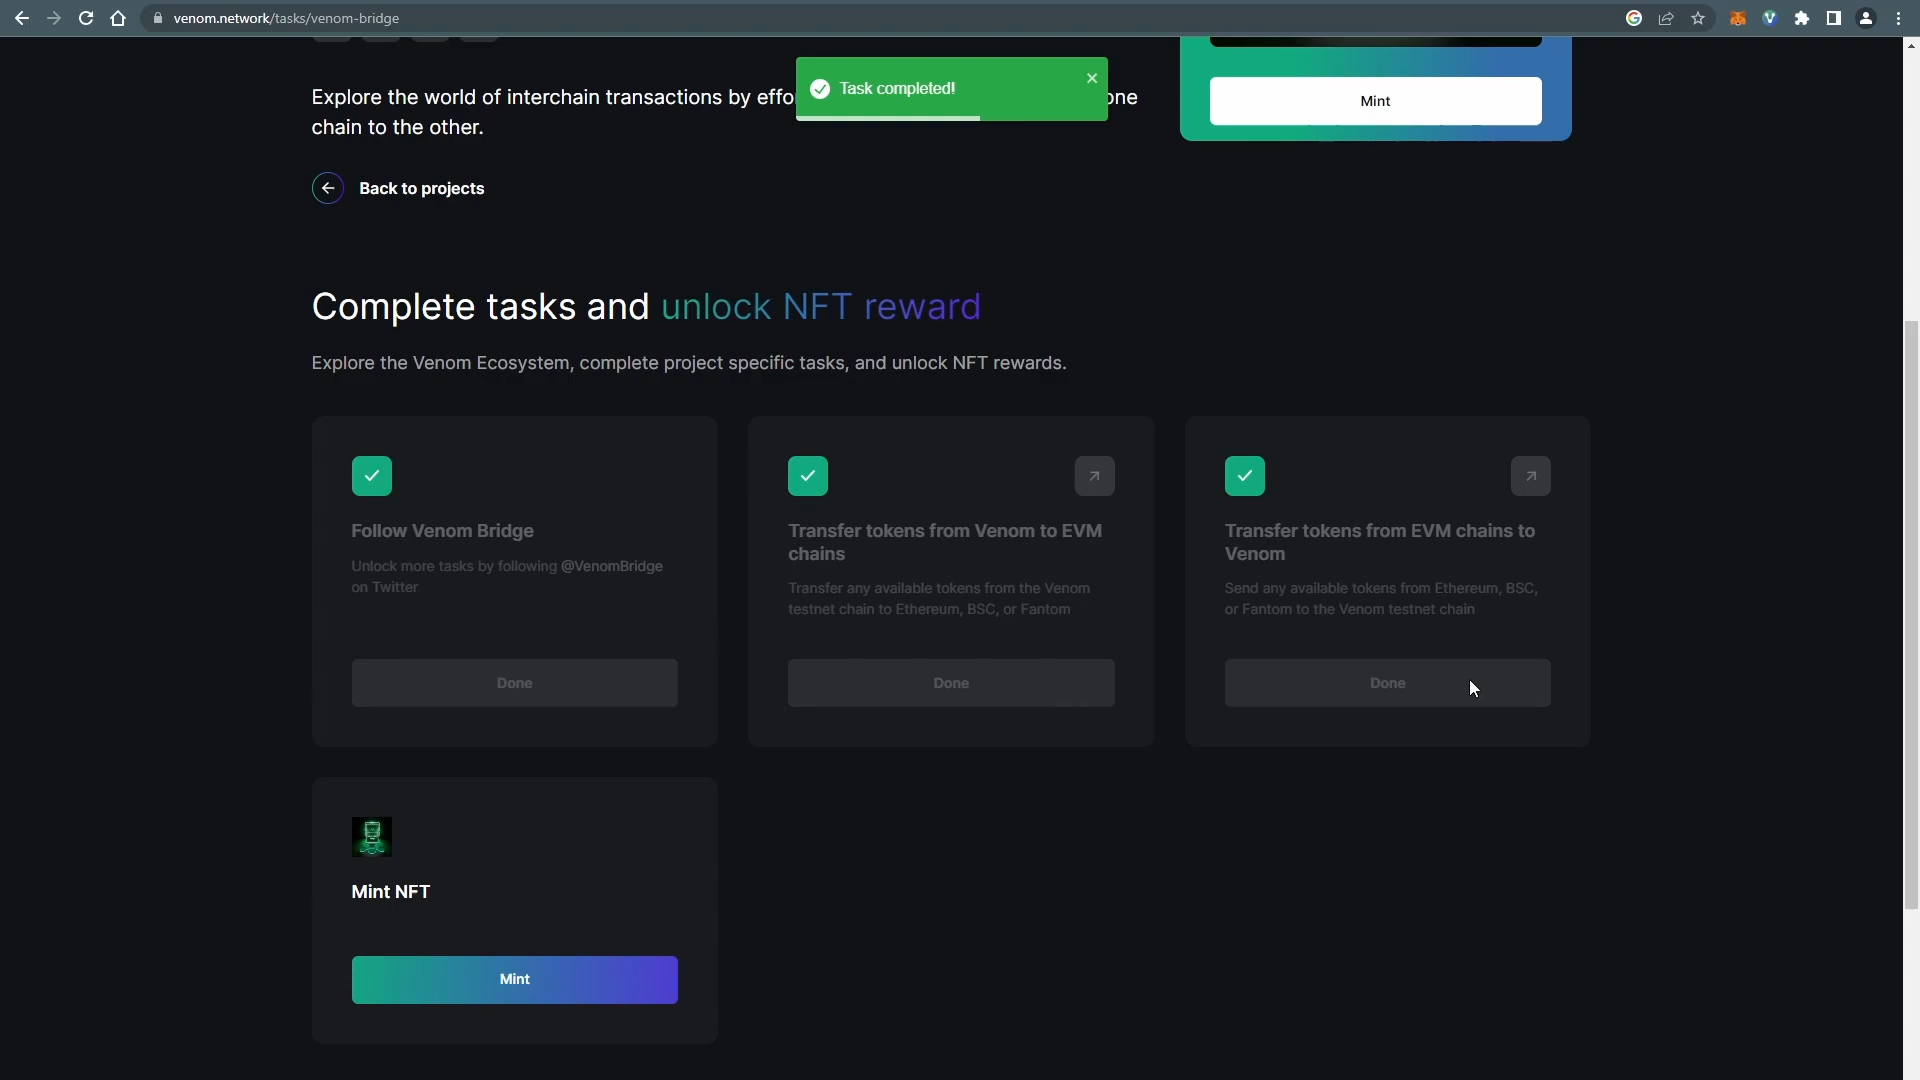 venom.network/tasks/venom-bridge
Explore the world of interchain transactions by effo
one
chain to the other.
Task completed!
Mint
Back to projects
Complete tasks and unlock NFT reward
Explore the Venom Ecosystem, complete project specific tasks, and unlock NFT rewards.
Follow Venom Bridge
Unlock more tasks by following @VenomBridge
on Twitter
Done
Transfer tokens from Venom to EVM
chains
Transfer any available tokens from the Venom
testnet chain to Ethereum, BSC, or Fantom
Done
Transfer tokens from EVM chains to
Venom
Send any available tokens from Ethereum, BSC,
or Fantom to the Venom testnet chain
Done
Mint NFT
Mint